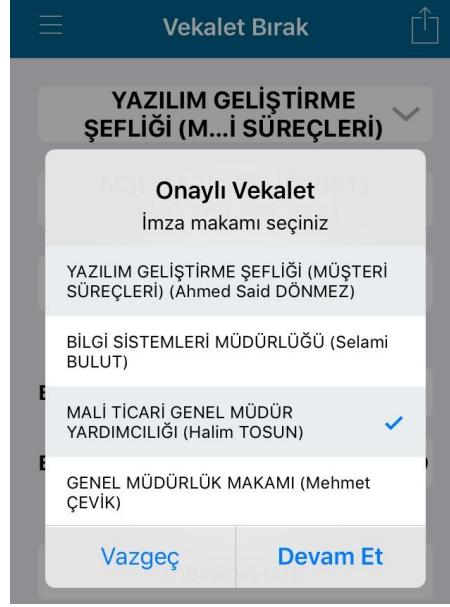 Vekalet Bırak
YAZILIM GELİŞTİRME
ŞEFLİĞİ (M...İ SÜREÇLERİ)
Onaylı Vekalet
İmza makamı seçiniz
YAZILIM GELİŞTİRME ŞEFLİĞİ (MÜŞTERİ
SÜREÇLERİ) (Ahmed Said DÖNMEZ)
BİLGİ SİSTEMLERİ MÜDÜRLÜĞÜ (Selami
BULUT)
MALİ TİCARİ GENEL MÜDÜR
YARDIMCILIĞI (Halim TOSUN)
GENEL MÜDÜRLÜK MAKAMI (Mehmet
ÇEVİK)
Vazgeç
Devam Et